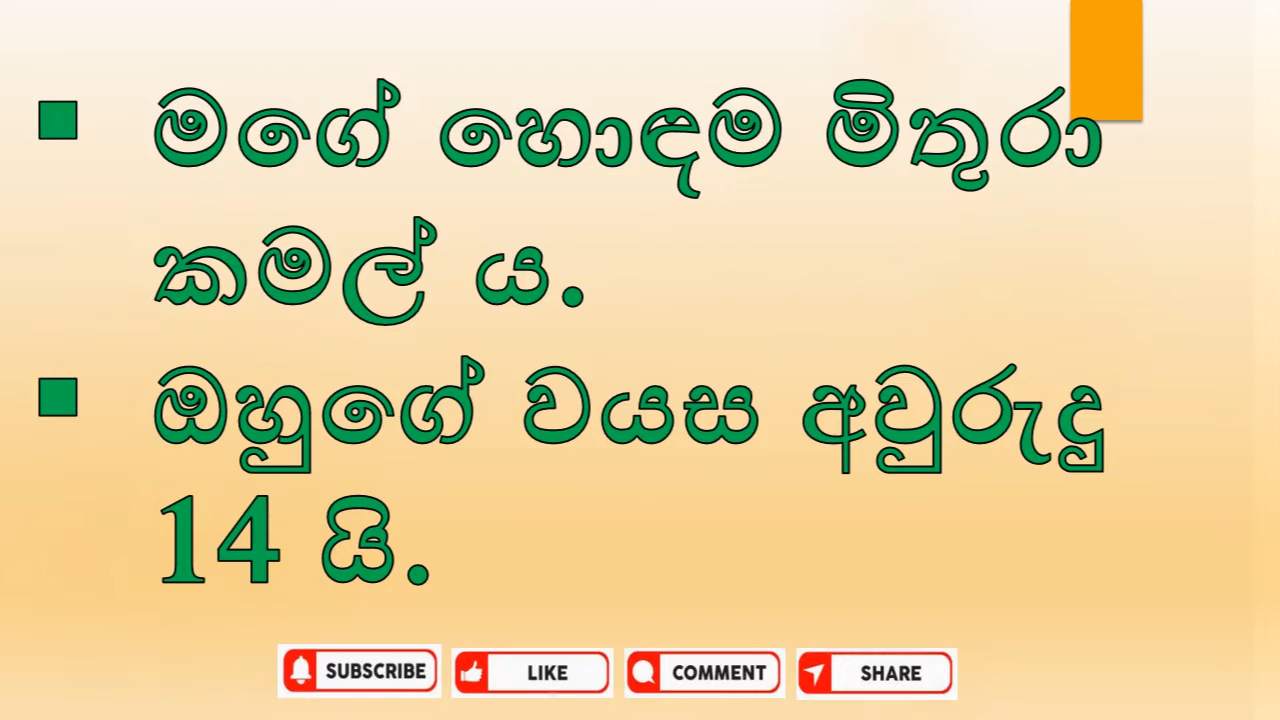 ▪ මගේ හොඳම මිතුරා
කමල් ය.
▪ ඔහුගේ වයස අවුරුදු
14 යි.
SUBSCRIBE LIKE COMMENT SHARE